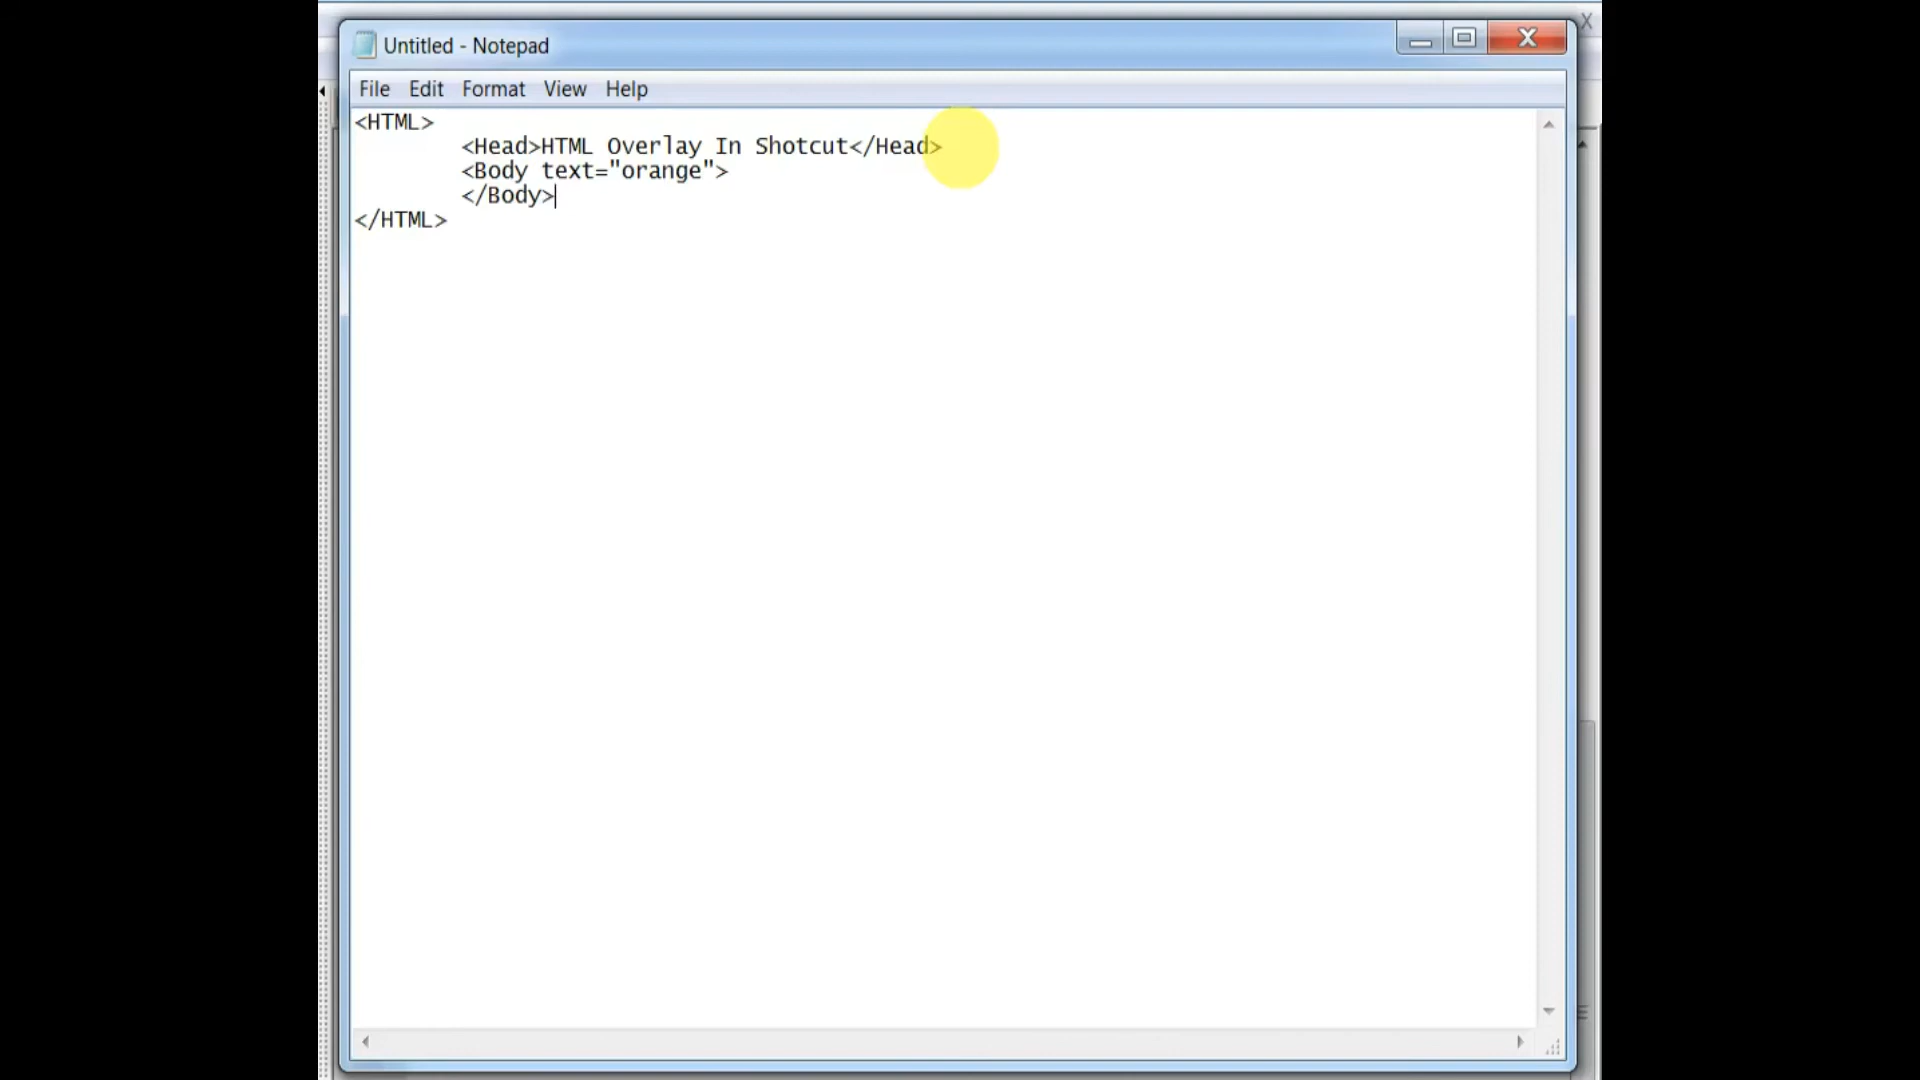 Untitled - Notepad
File Edit Format View Help
<HTML>
<Head>HTML Overlay In Shotcut</Head>
<Body text="orange">
</Body>
</HTML>